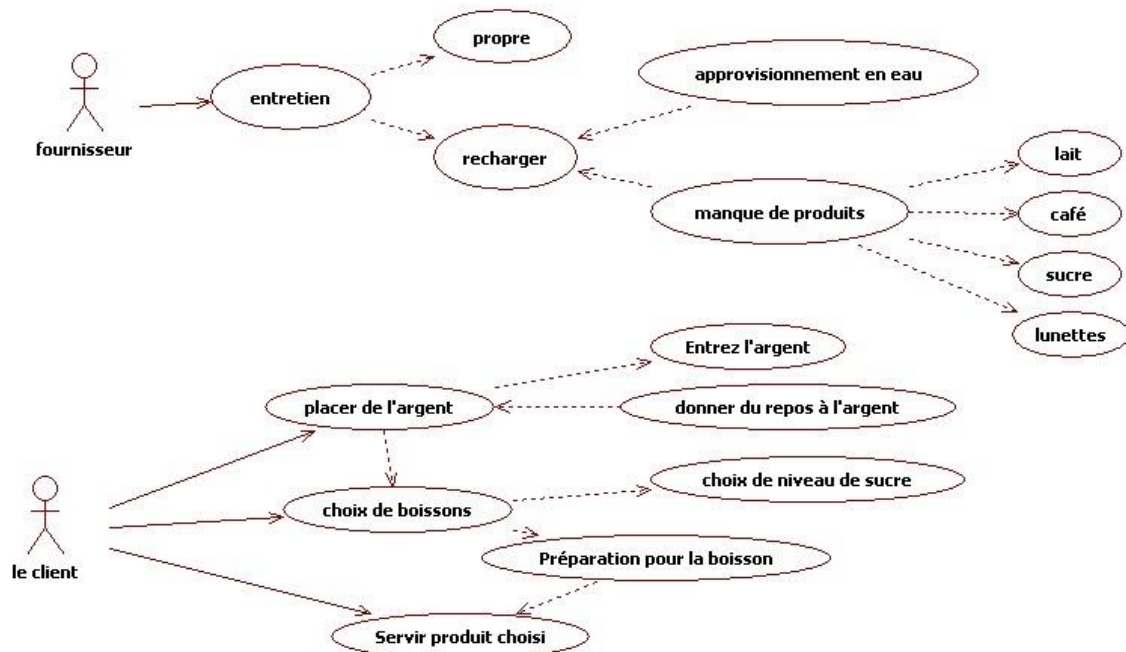 propre
approvisionnement en eau
entretien
fournisseur
recharger
lait
manque de produits
café
sucre
lunettes
Entrez l'argent
placer de l'argent
donner du repos à l'argent
choix de niveau de sucre
choix de boissons
Préparation pour la boisson
le client
Servir produit choisi